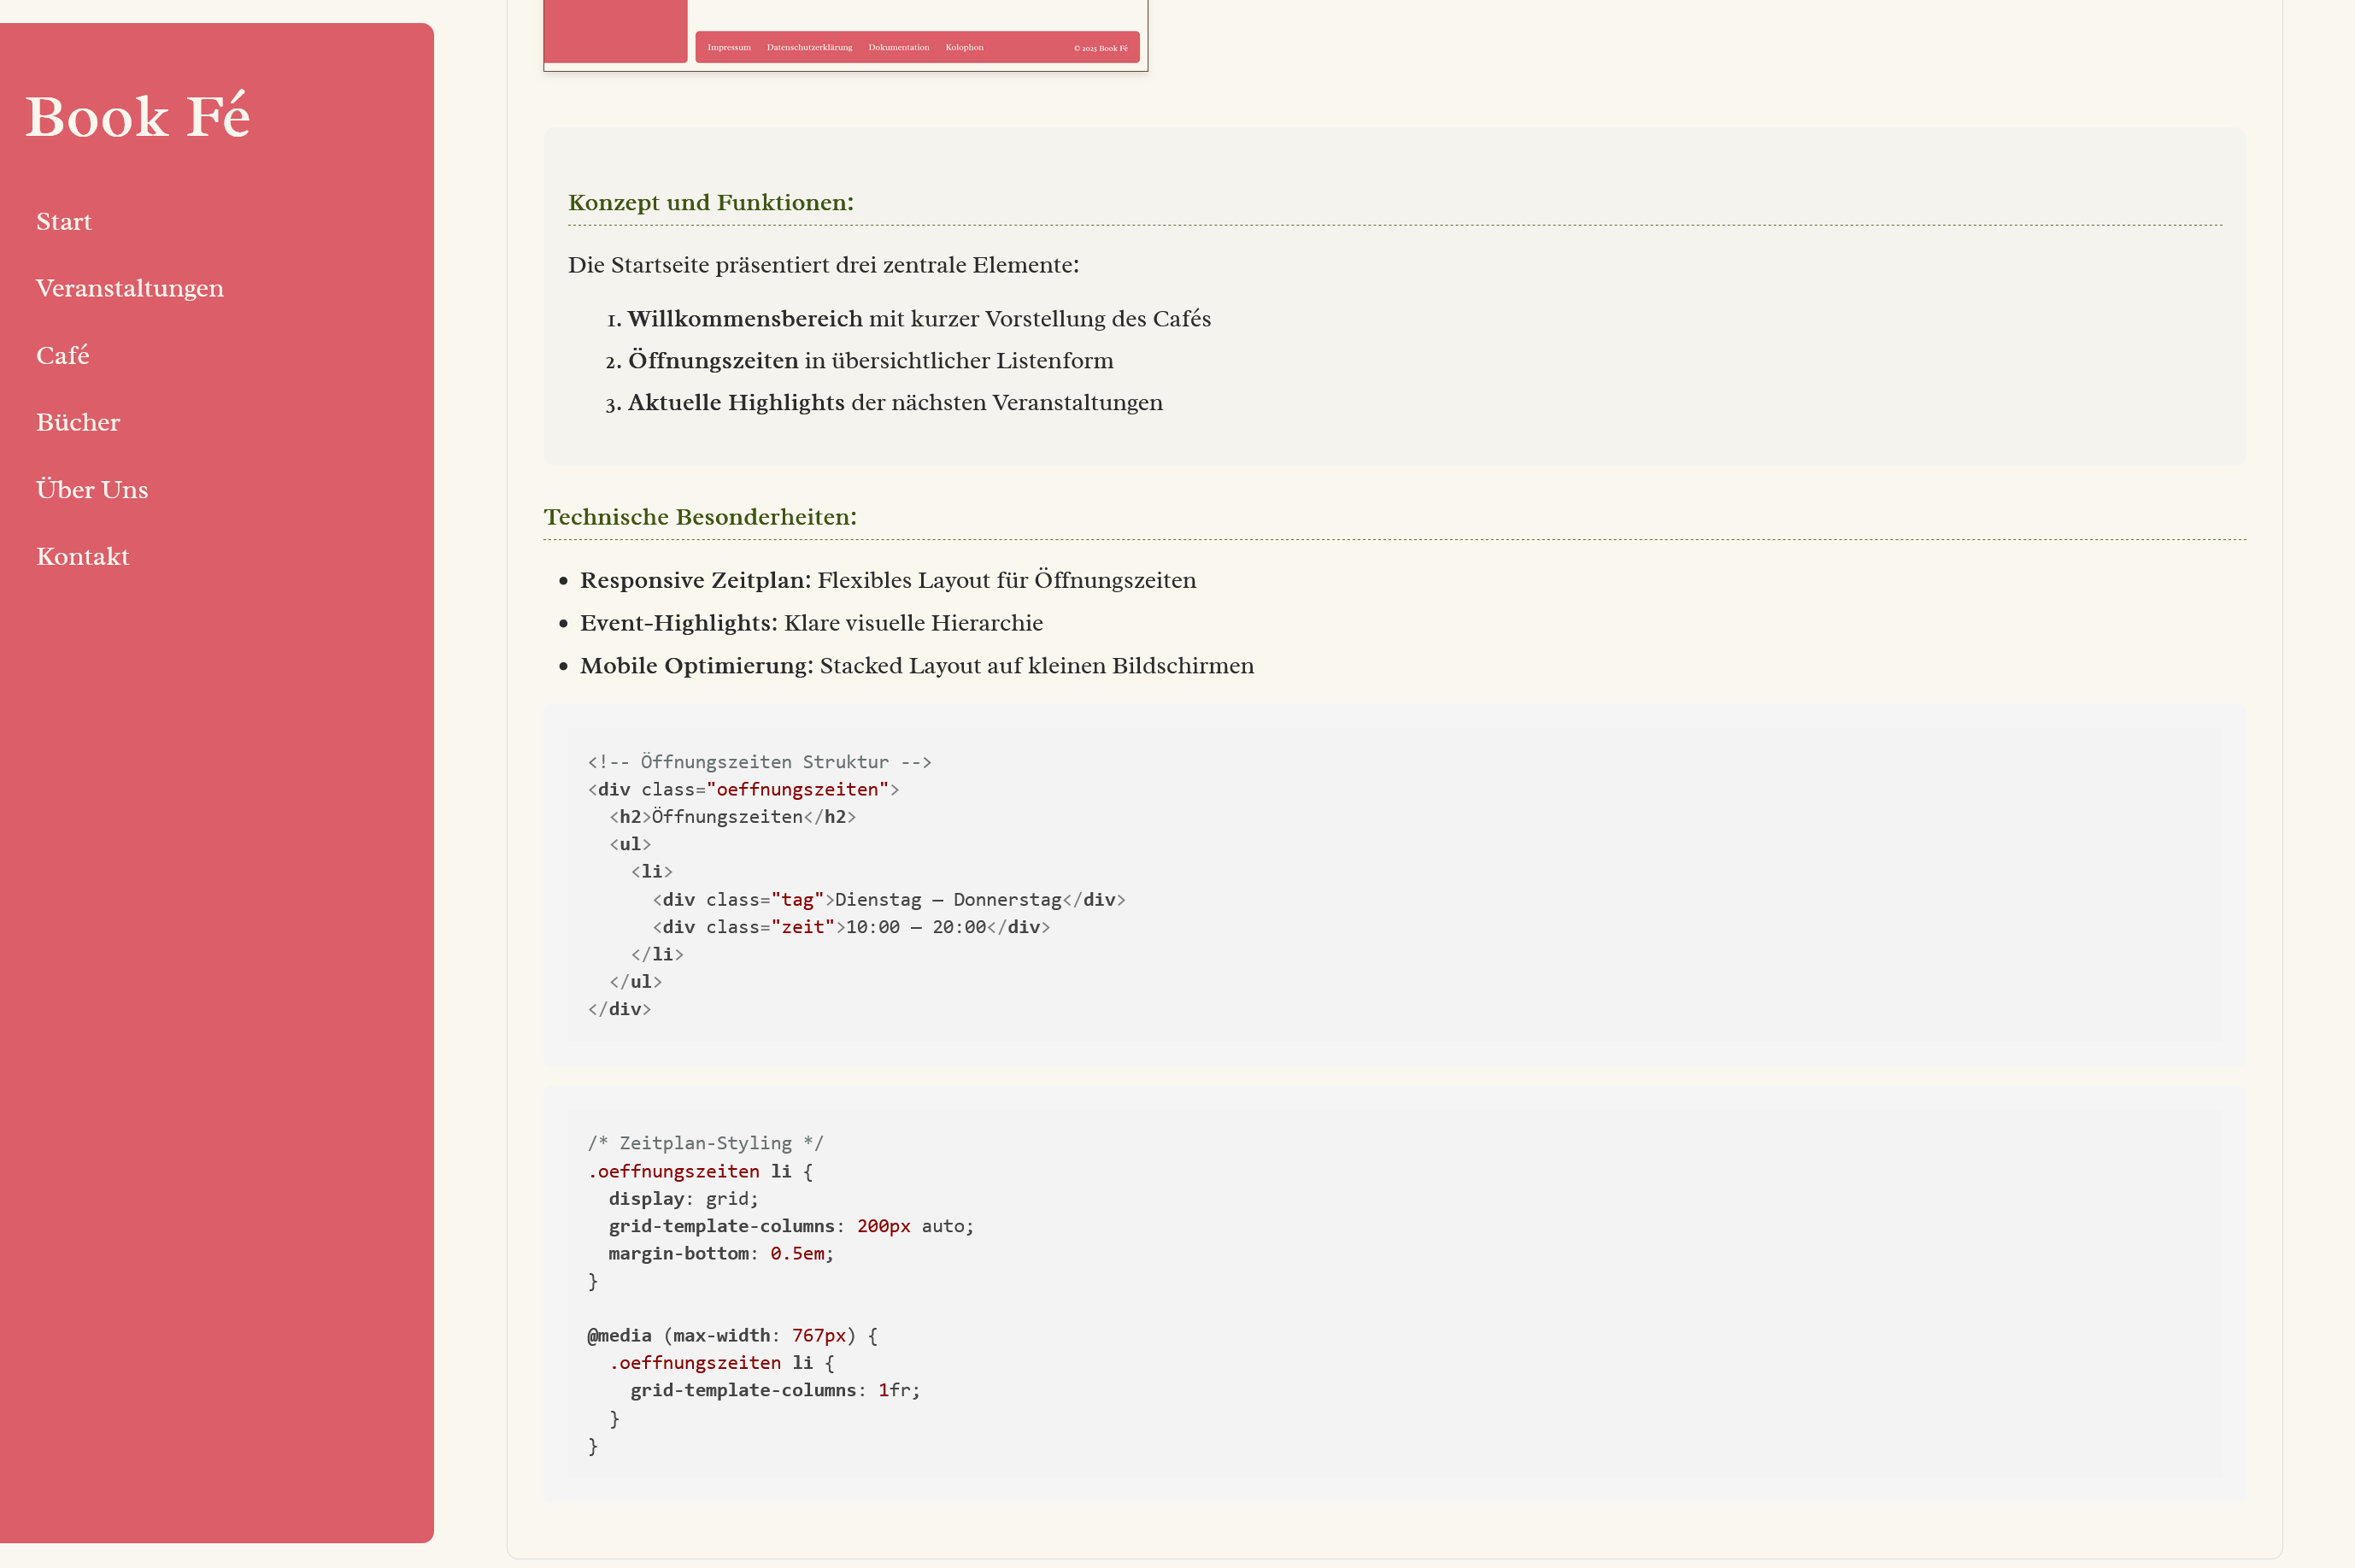 Impressum Datenschutzerklärung Dokumentation Kolophon © 2025 Book Fé
Book Fé
Start
Veranstaltungen
Café
Bücher
Über Uns
Kontakt
Konzept und Funktionen:
Die Startseite präsentiert drei zentrale Elemente:
1. Willkommensbereich mit kurzer Vorstellung des Cafés
2. Öffnungszeiten in übersichtlicher Listenform
3. Aktuelle Highlights der nächsten Veranstaltungen
Technische Besonderheiten:
• Responsive Zeitplan: Flexibles Layout für Öffnungszeiten
• Event-Highlights: Klare visuelle Hierarchie
• Mobile Optimierung: Stacked Layout auf kleinen Bildschirmen
<!-- Öffnungszeiten Struktur -->
<div class="oeffnungszeiten">
  <h2>Öffnungszeiten</h2>
  <ul>
    <li>
      <div class="tag">Dienstag – Donnerstag</div>
      <div class="zeit">10:00 – 20:00</div>
    </li>
  </ul>
</div>
/* Zeitplan-Styling */
.oeffnungszeiten li {
  display: grid;
  grid-template-columns: 200px auto;
  margin-bottom: 0.5em;
}
@media (max-width: 767px) {
  .oeffnungszeiten li {
    grid-template-columns: 1fr;
  }
}